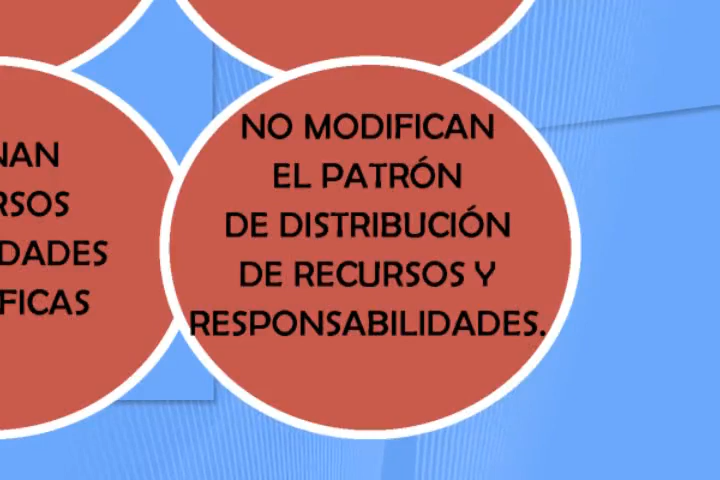 NO MODIFICAN
EL PATRÓN
DE DISTRIBUCIÓN
DE RECURSOS Y
RESPONSABILIDADES.